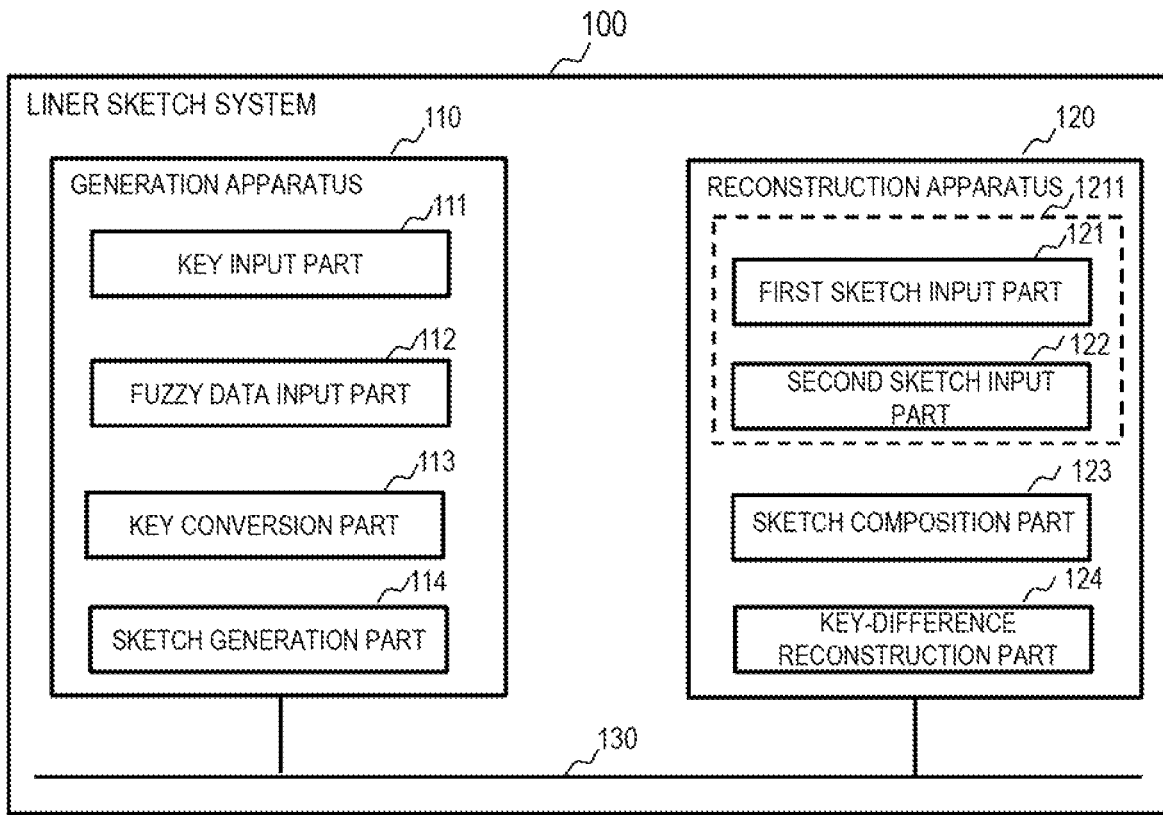 100
LINER SKETCH SYSTEM
110
GENERATION APPARATUS
111
KEY INPUT PART
112
FUZZY DATA INPUT PART
113
KEY CONVERSION PART
114
SKETCH GENERATION PART
120
RECONSTRUCTION APPARATUS
1211
121
FIRST SKETCH INPUT PART
122
SECOND SKETCH INPUT
PART
123
SKETCH COMPOSITION PART
124
KEY-DIFFERENCE
RECONSTRUCTION PART
130